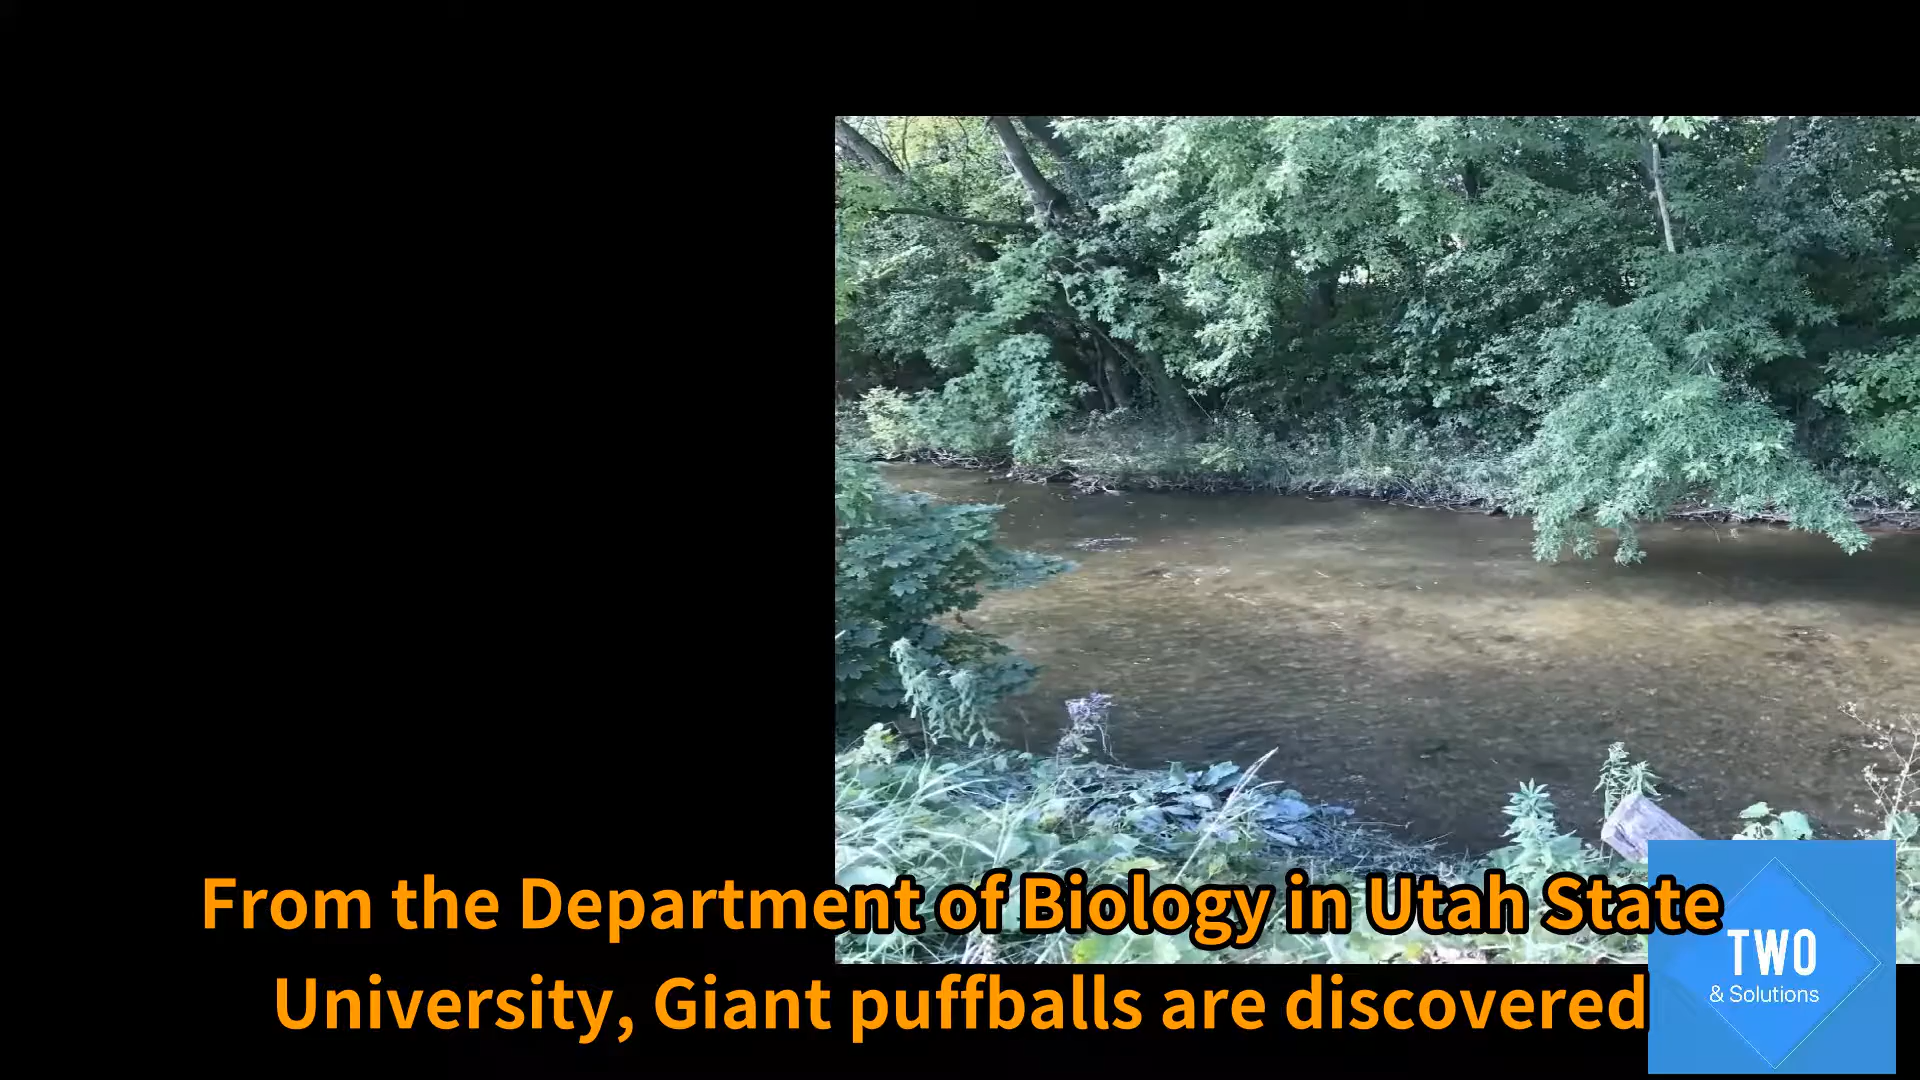 From the Department of Biology in Utah State
University, Giant puffballs are discovered
TWO
& Solutions